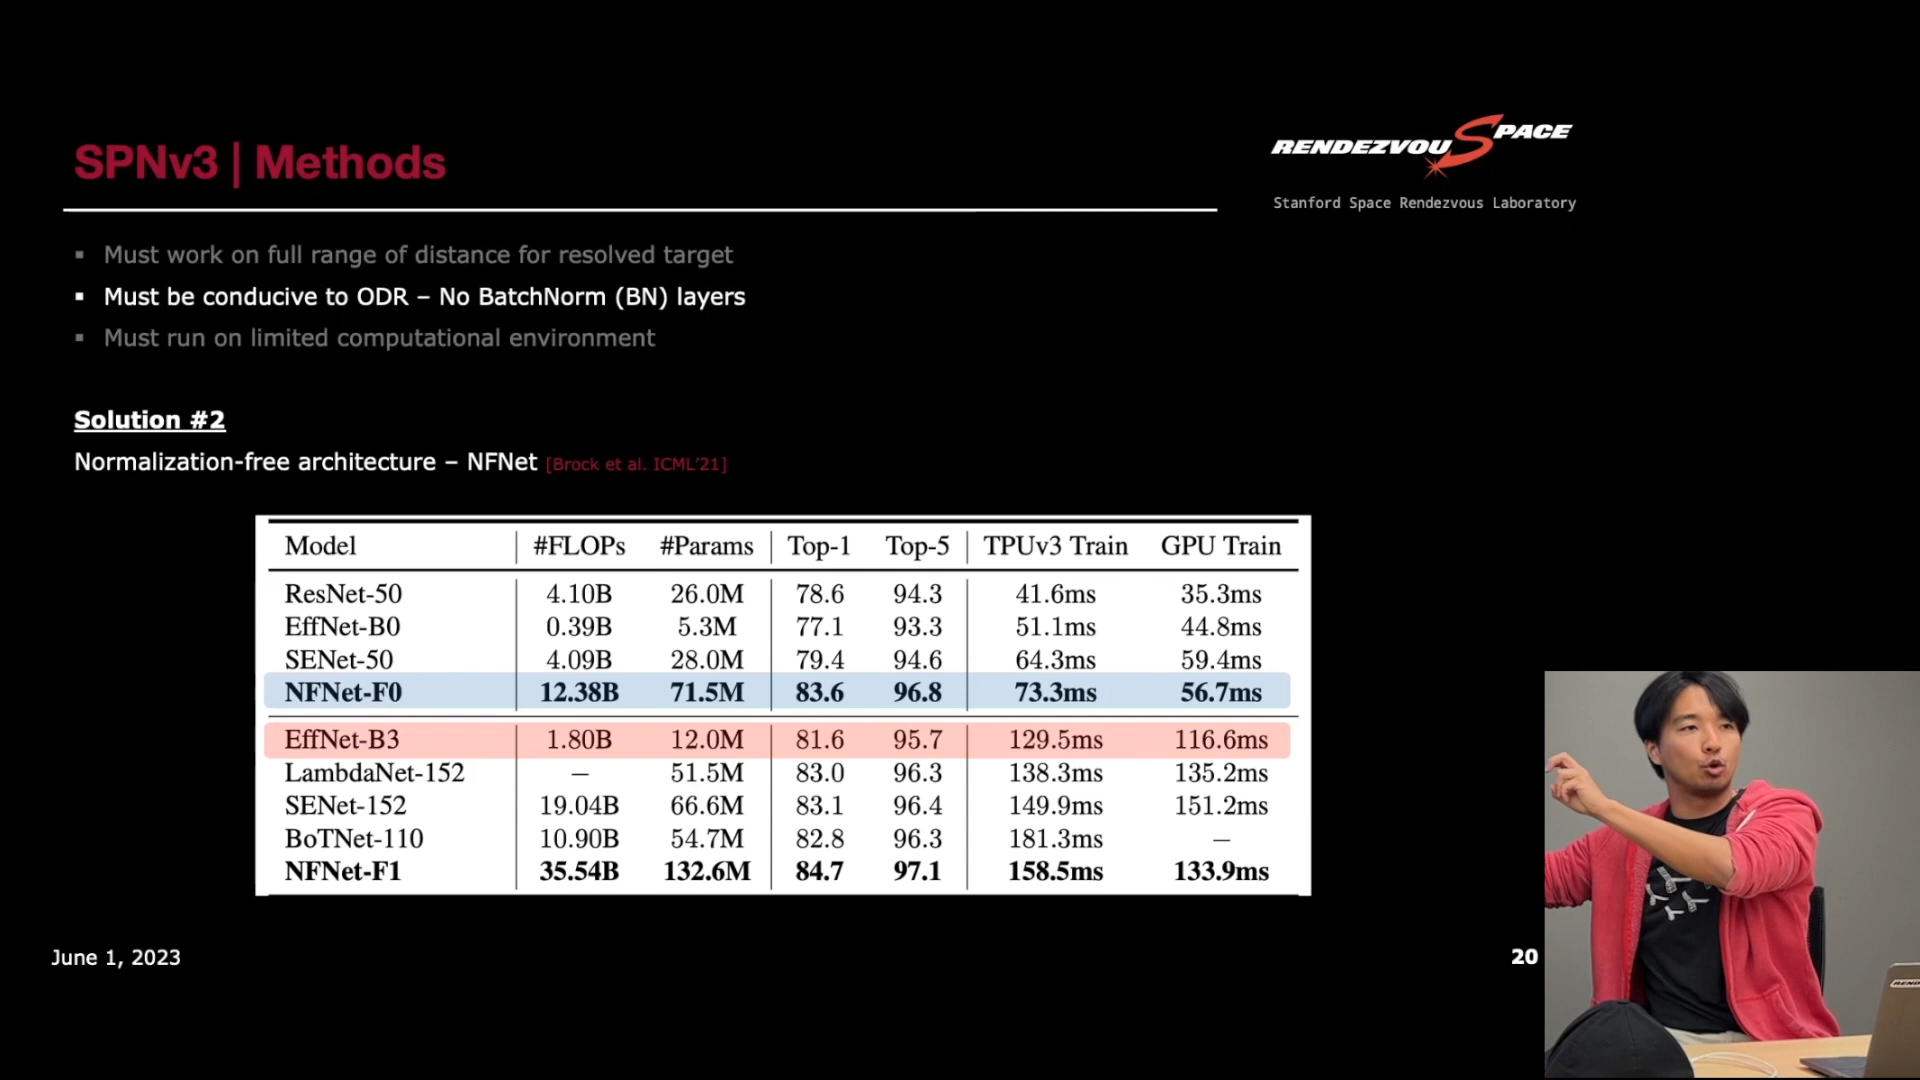 SPNv3 | Methods
RENDEZVOUSPACE
Stanford Space Rendezvous Laboratory
▪ Must work on full range of distance for resolved target
▪ Must be conducive to ODR – No BatchNorm (BN) layers
▪ Must run on limited computational environment
Solution #2
Normalization-free architecture – NFNet [Brock et al. ICML'21]
Model #FLOPs #Params Top-1 Top-5 TPUv3 Train GPU Train
ResNet-50 4.10B 26.0M 78.6 94.3 41.6ms 35.3ms
EffNet-B0 0.39B 5.3M 77.1 93.3 51.1ms 44.8ms
SENet-50 4.09B 28.0M 79.4 94.6 64.3ms 59.4ms
NFNet-F0 12.38B 71.5M 83.6 96.8 73.3ms 56.7ms
EffNet-B3 1.80B 12.0M 81.6 95.7 129.5ms 116.6ms
LambdaNet-152 – 51.5M 83.0 96.3 138.3ms 135.2ms
SENet-152 19.04B 66.6M 83.1 96.4 149.9ms 151.2ms
BoTNet-110 10.90B 54.7M 82.8 96.3 181.3ms –
NFNet-F1 35.54B 132.6M 84.7 97.1 158.5ms 133.9ms
June 1, 2023
20